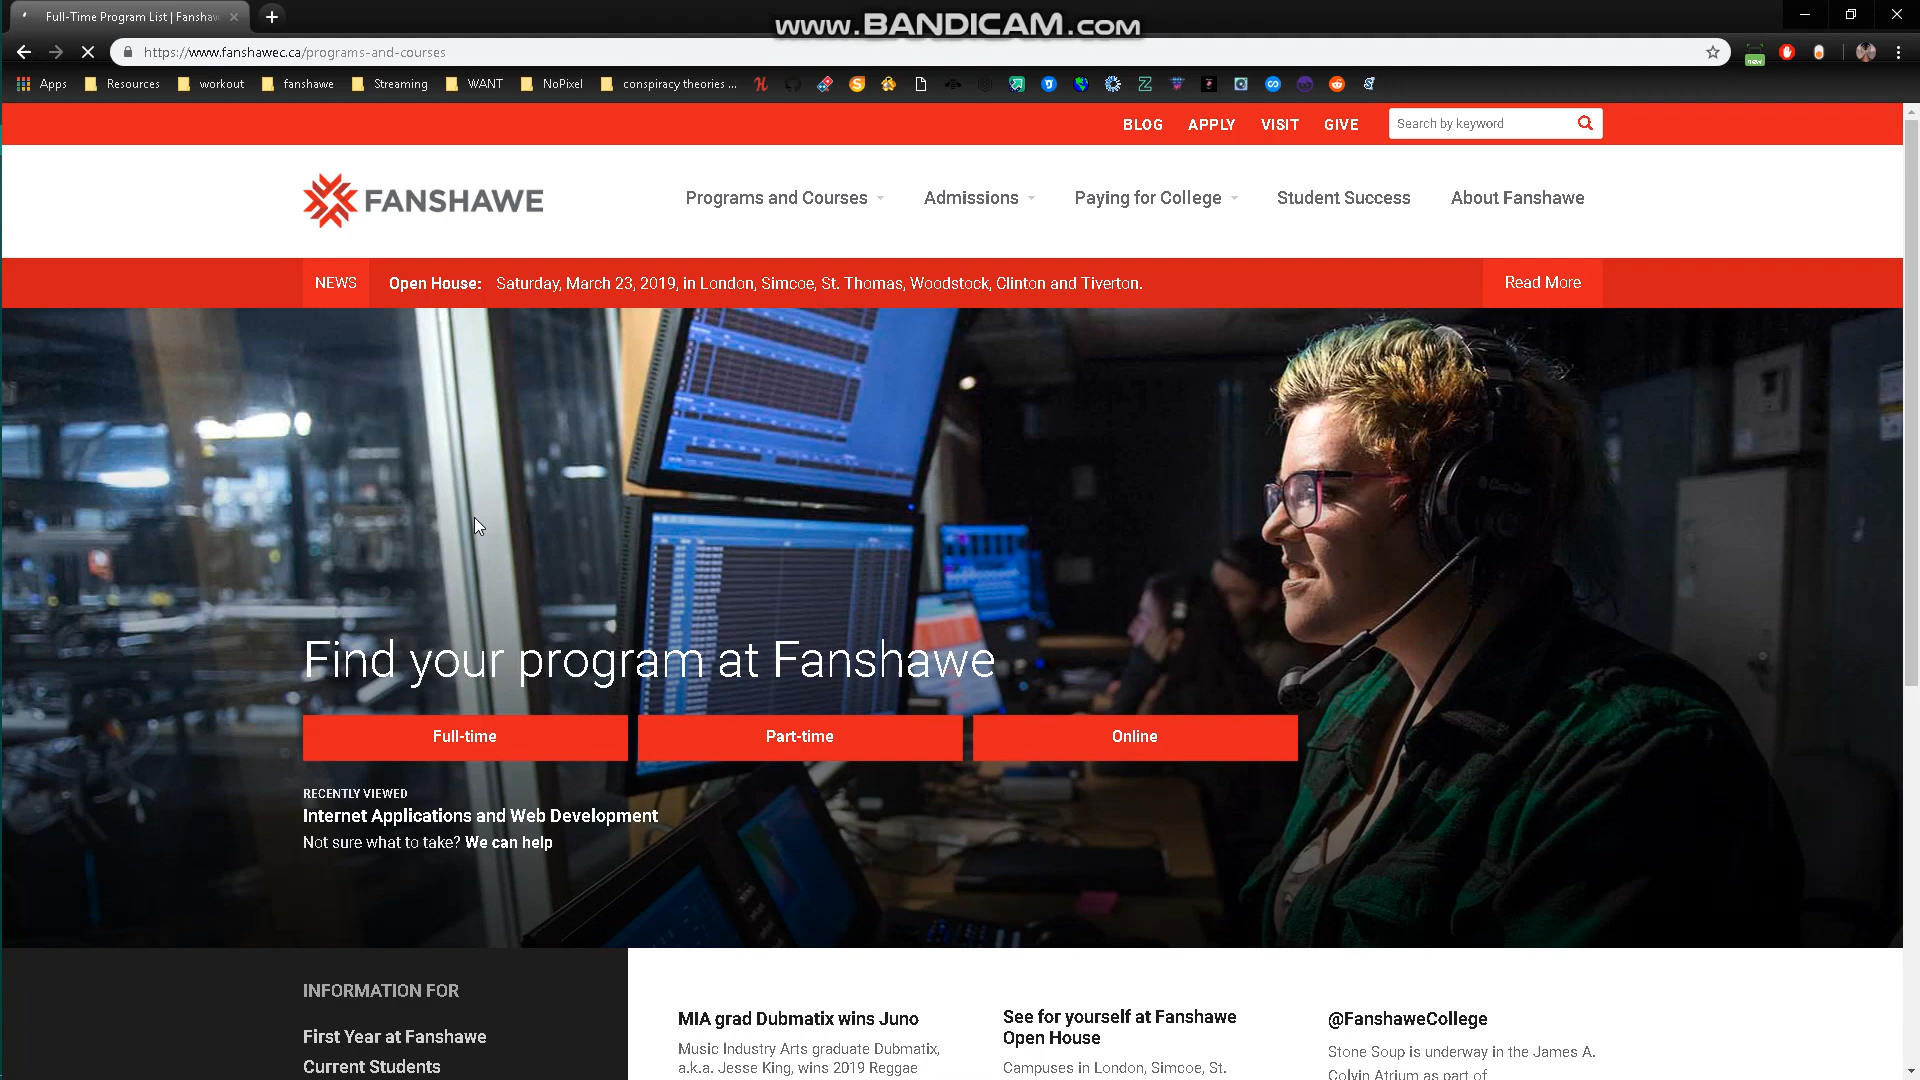 Full-Time Program List | Fansha
www.BANDICAM.com
https://www.fanshawec.ca/programs-and-courses
Apps Resources workout fanshawe Streaming WANT NoPixel conspiracy theories ...
BLOG APPLY VISIT GIVE Search by keyword
FANSHAWE
Programs and Courses Admissions Paying for College Student Success About Fanshawe
NEWS Open House: Saturday, March 23, 2019, in London, Simcoe, St. Thomas, Woodstock, Clinton and Tiverton. Read More
Find your program at Fanshawe
Full-time Part-time Online
RECENTLY VIEWED
Internet Applications and Web Development
Not sure what to take? We can help
INFORMATION FOR
First Year at Fanshawe
Current Students
MIA grad Dubmatix wins Juno
Music Industry Arts graduate Dubmatix,
a.k.a. Jesse King, wins 2019 Reggae
See for yourself at Fanshawe
Open House
Campuses in London, Simcoe, St.
@FanshaweCollege
Stone Soup is underway in the James A.
Colvin Atrium as part of